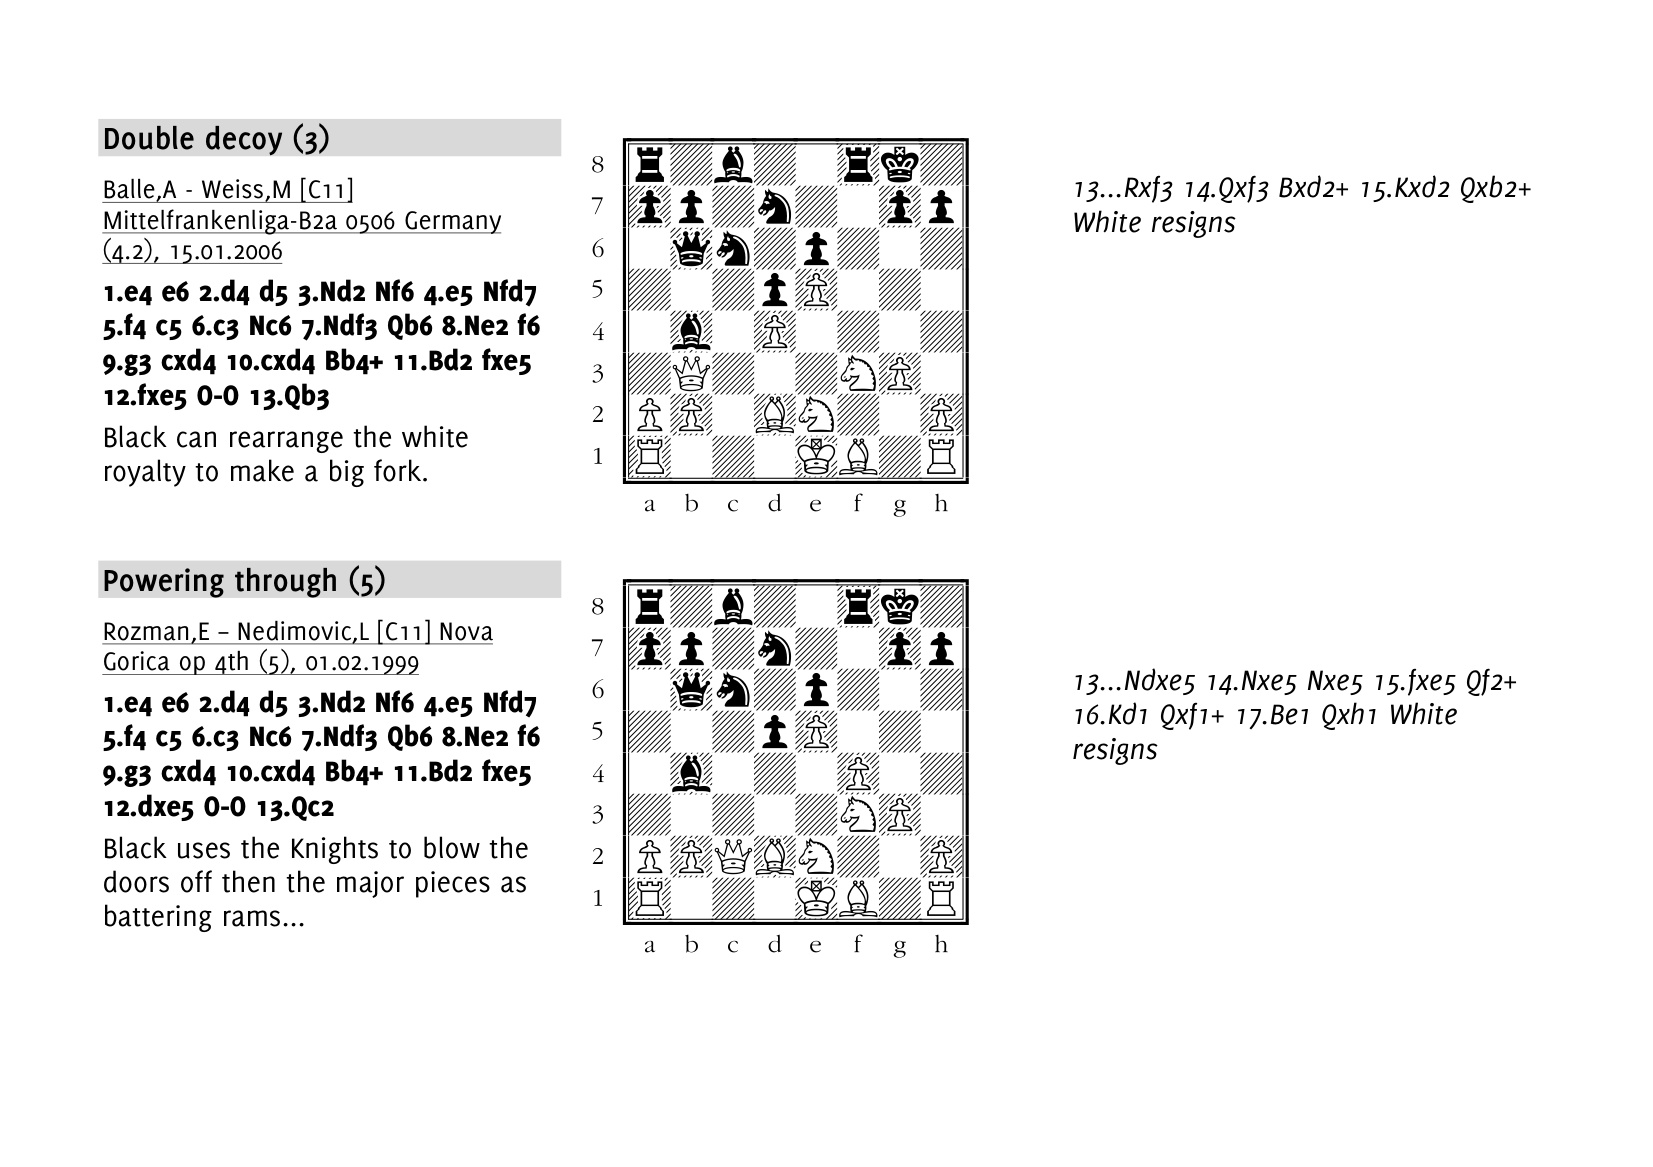 Double decoy (3)
Balle,A - Weiss,M [C11]
Mittelfrankenliga-B2a 0506 Germany
(4.2), 15.01.2006
1.e4 e6 2.d4 d5 3.Nd2 Nf6 4.e5 Nfd7
5.f4 c5 6.c3 Nc6 7.Ndf3 Qb6 8.Ne2 f6
9.g3 cxd4 10.cxd4 Bb4+ 11.Bd2 fxe5
12.fxe5 O-O 13.Qb3
Black can rearrange the white
royalty to make a big fork.
8
7
6
5
4
3
2
1
a b c d e f g h
13...Rxf3 14.Qxf3 Bxd2+ 15.Kxd2 Qxb2+
White resigns
Powering through (5)
Rozman,E – Nedimovic,L [C11] Nova
Gorica op 4th (5), 01.02.1999
1.e4 e6 2.d4 d5 3.Nd2 Nf6 4.e5 Nfd7
5.f4 c5 6.c3 Nc6 7.Ndf3 Qb6 8.Ne2 f6
9.g3 cxd4 10.cxd4 Bb4+ 11.Bd2 fxe5
12.dxe5 O-O 13.Qc2
Black uses the Knights to blow the
doors off then the major pieces as
battering rams...
8
7
6
5
4
3
2
1
a b c d e f g h
13...Ndxe5 14.Nxe5 Nxe5 15.fxe5 Qf2+
16.Kd1 Qxf1+ 17.Be1 Qxh1 White
resigns